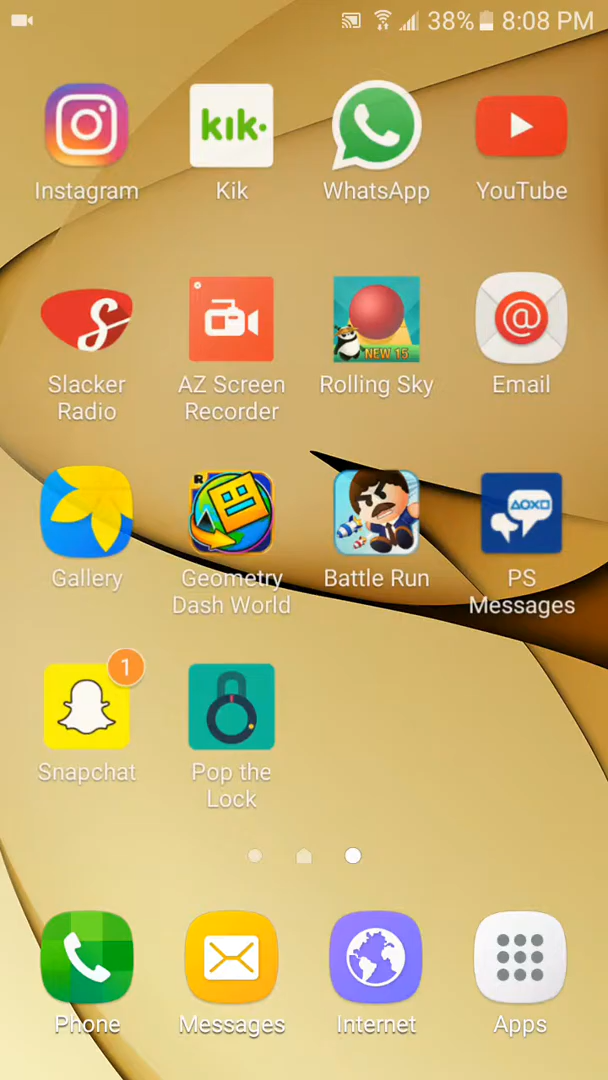 38% 8:08 PM
kik·
Instagram
Kik
WhatsApp
YouTube
S
@
NEW 15
Slacker
Radio
AZ Screen
Recorder
Rolling Sky
Email
R
Gallery
Geometry
Dash World
Battle Run
PS
Messages
1
Snapchat
Pop the
Lock
Phone
Messages
Internet
Apps